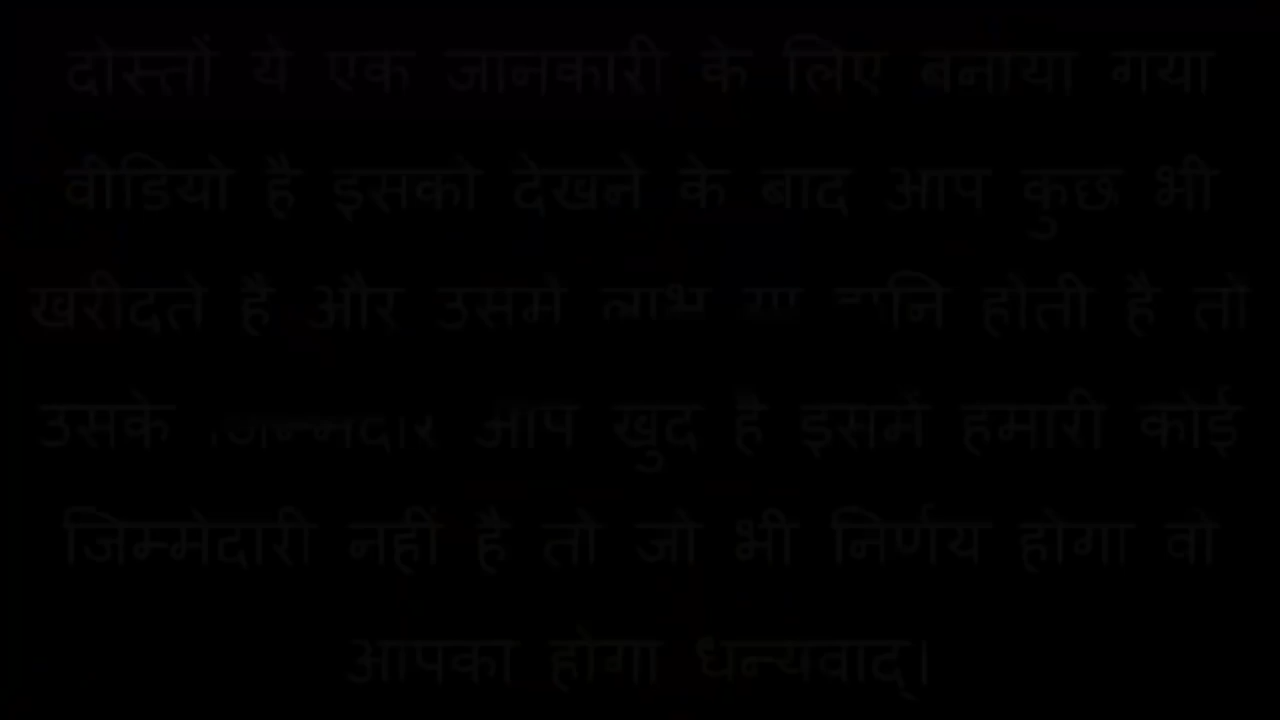 दोस्तों ये एक जानकारी के लिए बनाया गया
वीडियो है इसको देखने के बाद आप कुछ भी
खरीदते हैं और उसमे लाभ या हानि होती है तो
उसके जिम्मेदार आप खुद है इसमें हमारी कोई
जिम्मेदारी नहीं है तो जो भी निर्णय होगा वो
आपका होगा धन्यवाद्।